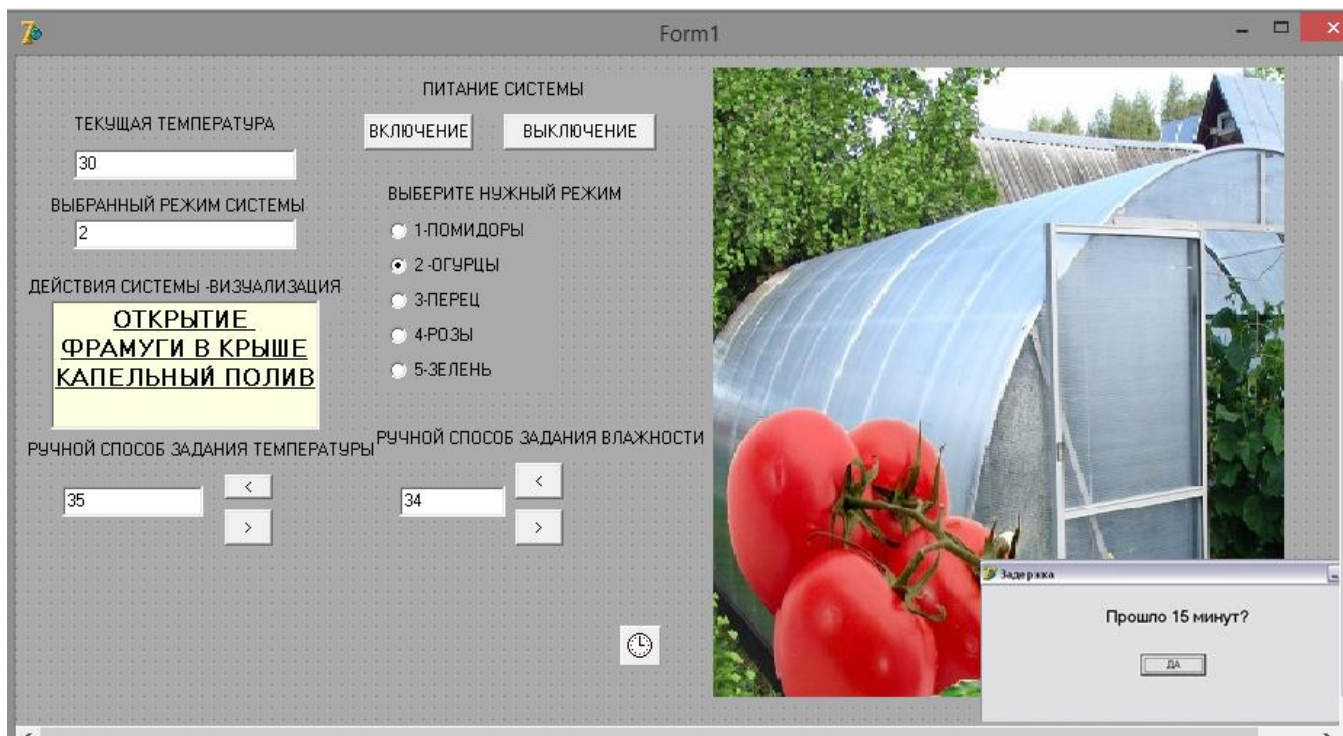 Form1
ПИТАНИЕ СИСТЕМЫ
ТЕКУЩАЯ ТЕМПЕРАТУРА
ВКЛЮЧЕНИЕ
ВЫКЛЮЧЕНИЕ
30
ВЫБРАННЫЙ РЕЖИМ СИСТЕМЫ
2
ВЫБЕРИТЕ НУЖНЫЙ РЕЖИМ
1-ПОМИДОРЫ
2 -ОГУРЦЫ
3-ПЕРЕЦ
4-РОЗЫ
5-ЗЕЛЕНЬ
ДЕЙСТВИЯ СИСТЕМЫ -ВИЗУАЛИЗАЦИЯ
ОТКРЫТИЕ
ФРАМУГИ В КРЫШЕ
КАПЕЛЬНЫЙ ПОЛИВ
РУЧНОЙ СПОСОБ ЗАДАНИЯ ТЕМПЕРАТУРЫ
35
<
>
РУЧНОЙ СПОСОБ ЗАДАНИЯ ВЛАЖНОСТИ
34
<
>
Задержка
Прошло 15 минут?
ДА